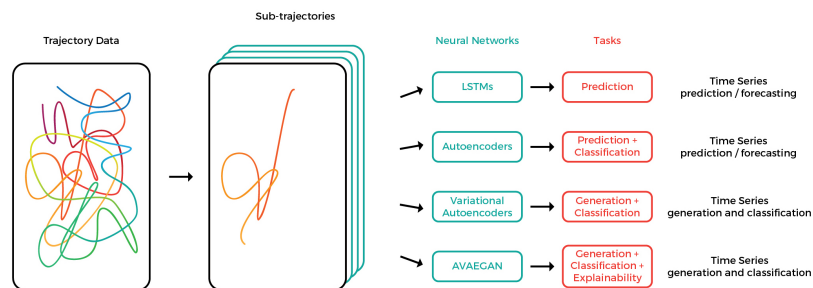 Sub-trajectories
Trajectory Data
Neural Networks
Tasks
LSTMs
Prediction
Time Series
prediction / forecasting
Autoencoders
Prediction +
Classification
Time Series
prediction / forecasting
Variational
Autoencoders
Generation +
Classification
Time Series
generation and classification
AVAEGAN
Generation +
Classification +
Explainability
Time Series
generation and classification